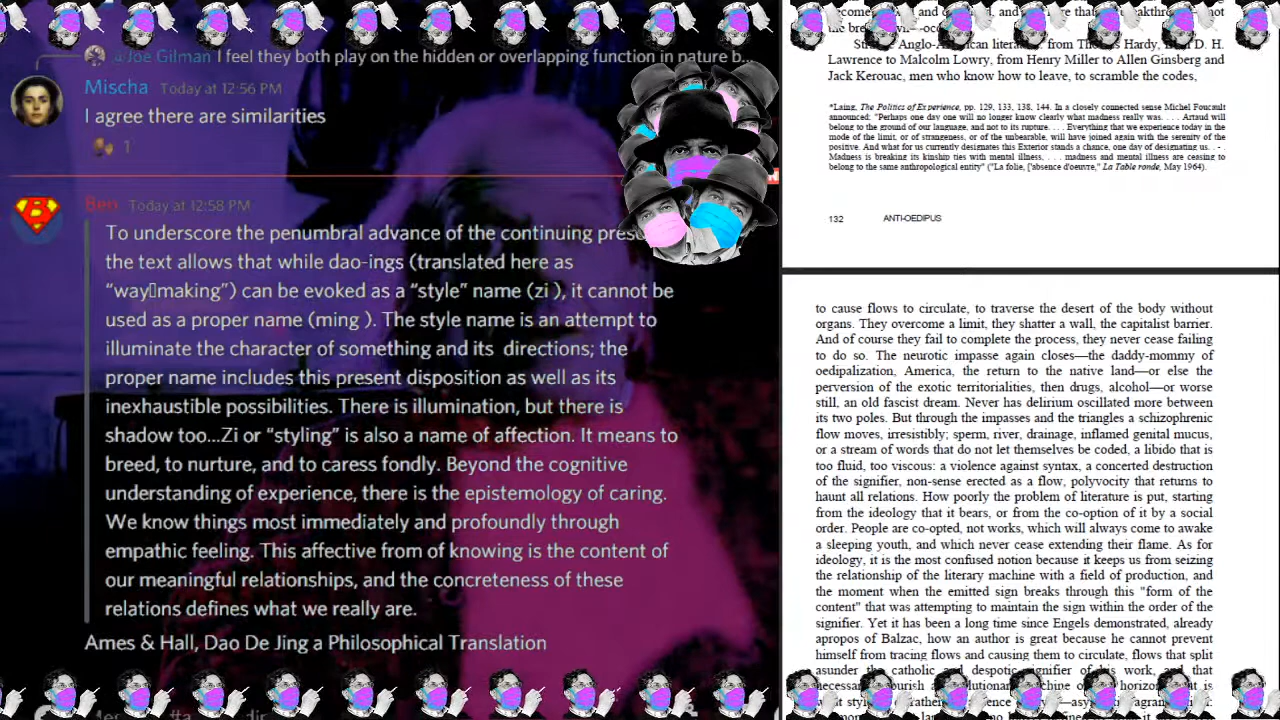 @Joe Gilman I feel they both play on the hidden or overlapping function in nature b...
Mischa Today at 12:56 PM
I agree there are similarities
1
Ben Today at 12:58 PM
To underscore the penumbral advance of the continuing
the text allows that while dao-ings (translated here as
“way▯making”) can be evoked as a “style” name (zi ), it cannot be
used as a proper name (ming ). The style name is an attempt to
illuminate the character of something and its directions; the
proper name includes this present disposition as well as its
inexhaustible possibilities. There is illumination, but there is
shadow too...Zi or “styling” is also a name of affection. It means to
breed, to nurture, and to caress fondly. Beyond the cognitive
understanding of experience, there is the epistemology of caring.
We know things most immediately and profoundly through
empathic feeling. This affective from of knowing is the content of
our meaningful relationships, and the concreteness of these
relations defines what we really are.
Ames & Hall, Dao De Jing a Philosophical Translation
Anglo-American from Thomas Hardy, D. H.
Lawrence to Malcolm Lowry, from Henry Miller to Allen Ginsberg and
Jack Kerouac, men who know how to leave, to scramble the codes,
*Laing, The Politics of Experience, pp. 129, 133, 138, 144. In a closely connected sense Michel Foucault
announced: "Perhaps one day one will no longer know clearly what madness really was. . . . Artaud will
belong to the ground of our language, and not to its rupture. . . . Everything that we experience today in the
mode of the limit, or of strangeness, or of the unbearable, will have joined again with the serenity of the
positive. And what for us currently designates this Exterior stands a chance, one day of designating us. . - .
Madness is breaking its kinship ties with mental illness, . . . madness and mental illness are ceasing to
belong to the same anthropological entity" ("La folie, ['absence d'oeuvre," La Table ronde, May 1964).
132 ANTI-OEDIPUS
to cause flows to circulate, to traverse the desert of the body without
organs. They overcome a limit, they shatter a wall, the capitalist barrier.
And of course they fail to complete the process, they never cease failing
to do so. The neurotic impasse again closes—the daddy-mommy of
oedipalization, America, the return to the native land—or else the
perversion of the exotic territorialities, then drugs, alcohol—or worse
still, an old fascist dream. Never has delirium oscillated more between
its two poles. But through the impasses and the triangles a schizophrenic
flow moves, irresistibly; sperm, river, drainage, inflamed genital mucus,
or a stream of words that do not let themselves be coded, a libido that is
too fluid, too viscous: a violence against syntax, a concerted destruction
of the signifier, non-sense erected as a flow, polyvocity that returns to
haunt all relations. How poorly the problem of literature is put, starting
from the ideology that it bears, or from the co-option of it by a social
order. People are co-opted, not works, which will always come to awake
a sleeping youth, and which never cease extending their flame. As for
ideology, it is the most confused notion because it keeps us from seizing
the relationship of the literary machine with a field of production, and
the moment when the emitted sign breaks through this "form of the
content" that was attempting to maintain the sign within the order of the
signifier. Yet it has been a long time since Engels demonstrated, already
apropos of Balzac, how an author is great because he cannot prevent
himself from tracing flows and causing them to circulate, flows that split
asunder the catholic and despotic signifier of his work, and that